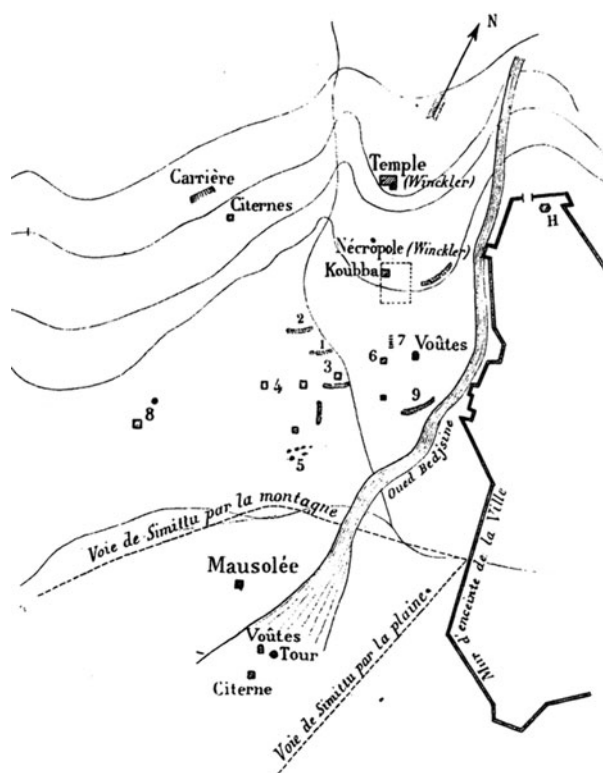 N
Temple
(Winckler)
Carrière
Citernes
H
Nécropole (Winckler)
Koubba
2
1
7
6
Voûtes
3
4
9
8
5
Oued Bedjsine
Voie de Simittu par la montagne
Mausolée
Mur d'enceinte de la Ville
Voûtes
Tour
Voie de Simittu par la plaine
Citerne